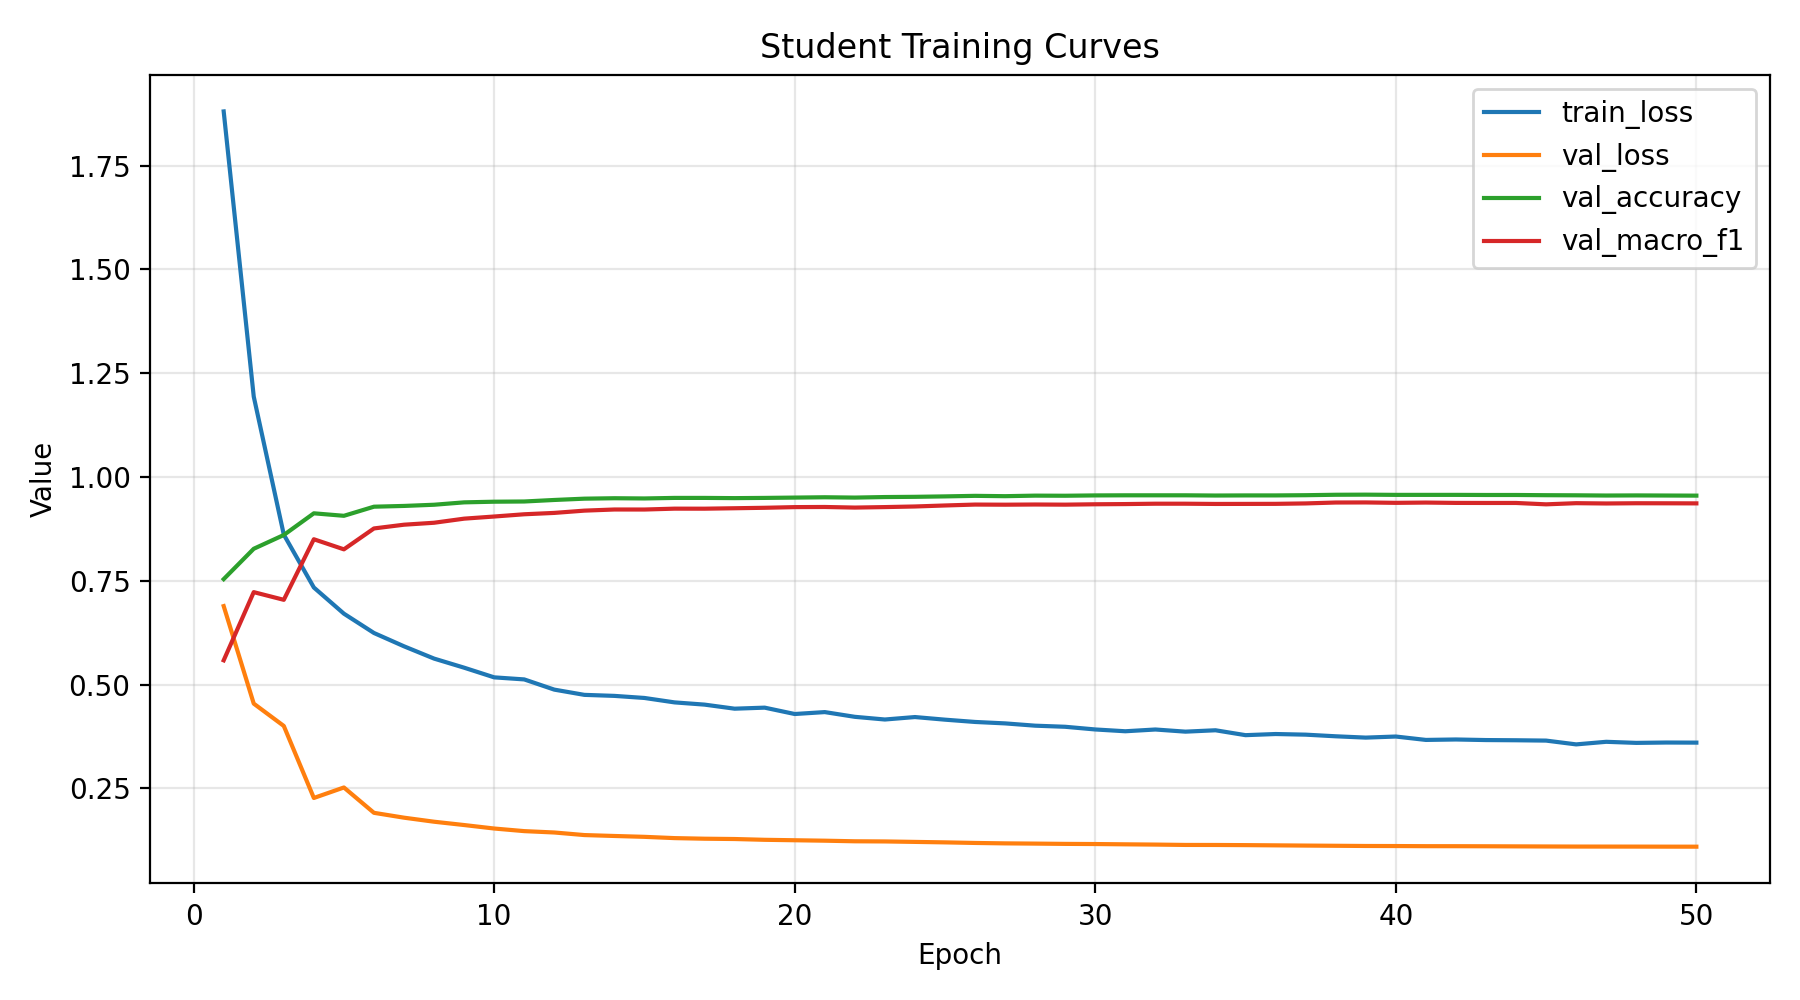 Student Training Curves
train_loss
val_loss
val_accuracy
val_macro_f1
Value
1.75
1.50
1.25
1.00
0.75
0.50
0.25
0 10 20 30 40 50
Epoch